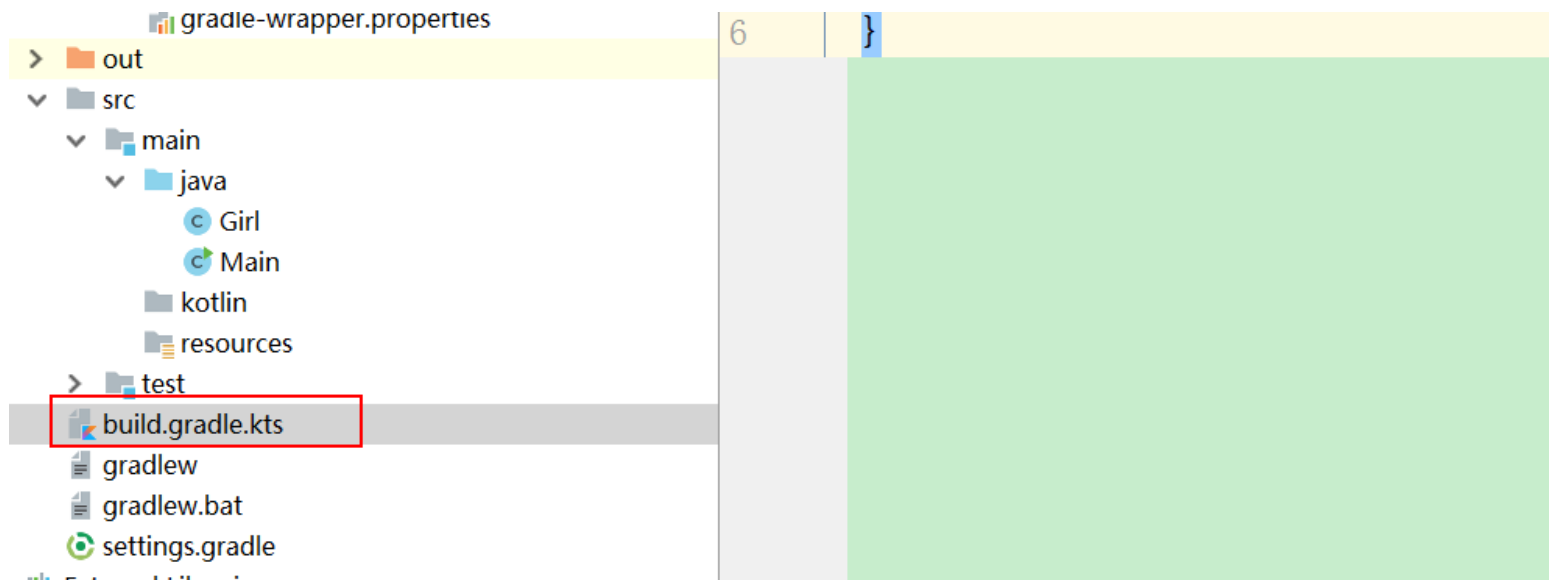 gradle-wrapper.properties
6 }
out
src
main
java
C Girl
C Main
kotlin
resources
test
build.gradle.kts
gradlew
gradlew.bat
settings.gradle